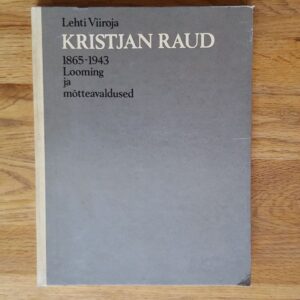 Lehti Viiroja
KRISTJAN RAUD
1865-1943
Looming
ja
mõtteavaldused